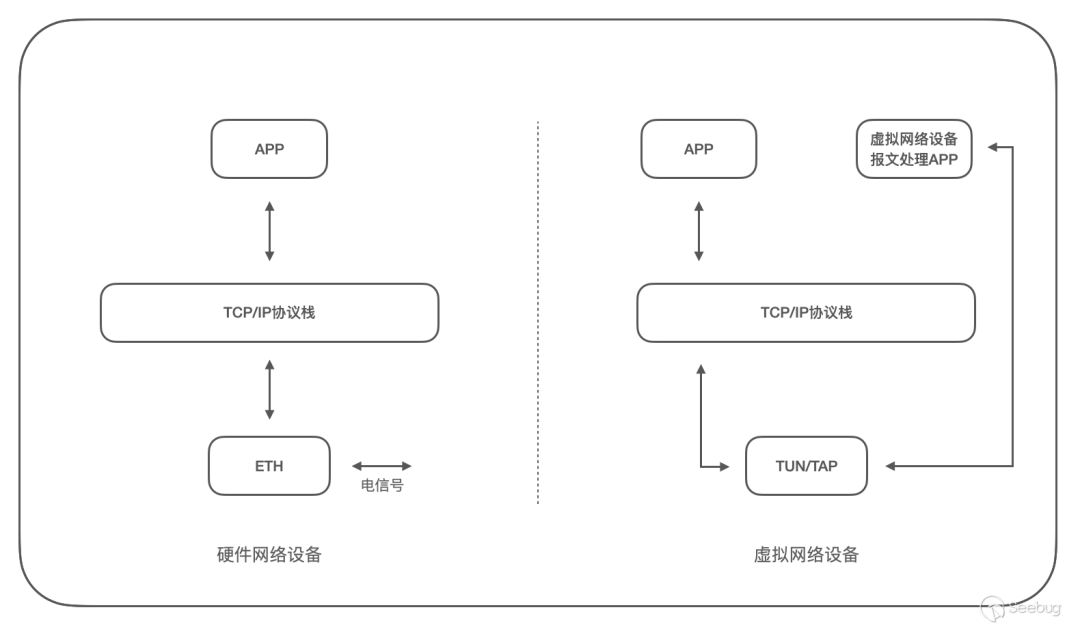 APP
TCP/IP协议栈
ETH
电信号
硬件网络设备
APP
虚拟网络设备
报文处理APP
TCP/IP协议栈
TUN/TAP
虚拟网络设备
Seebug